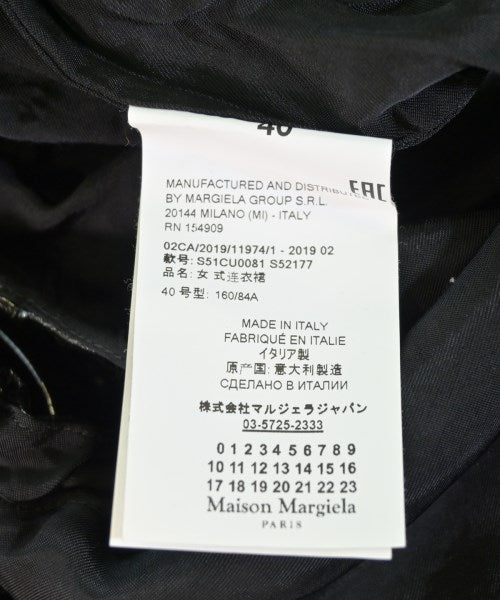 40
MANUFACTURED AND DISTRIBUTED EAC
BY MARGIELA GROUP S.R.L.
20144 MILANO (MI) - ITALY
RN 154909
02CA/2019/11974/1 - 2019 02
款号: S51CU0081 S52177
品名: 女 式连衣裙
40 号型: 160/84A
MADE IN ITALY
FABRIQUÉ EN ITALIE
イタリア製
原产国: 意大利製造
СДЕЛАНО В ИТАЛИИ
株式会社マルジェラジャパン
03-5725-2333
0 1 2 3 4 5 6 7 8 9
10 11 12 13 14 15 16
17 18 19 20 21 22 23
Maison Margiela
PARIS